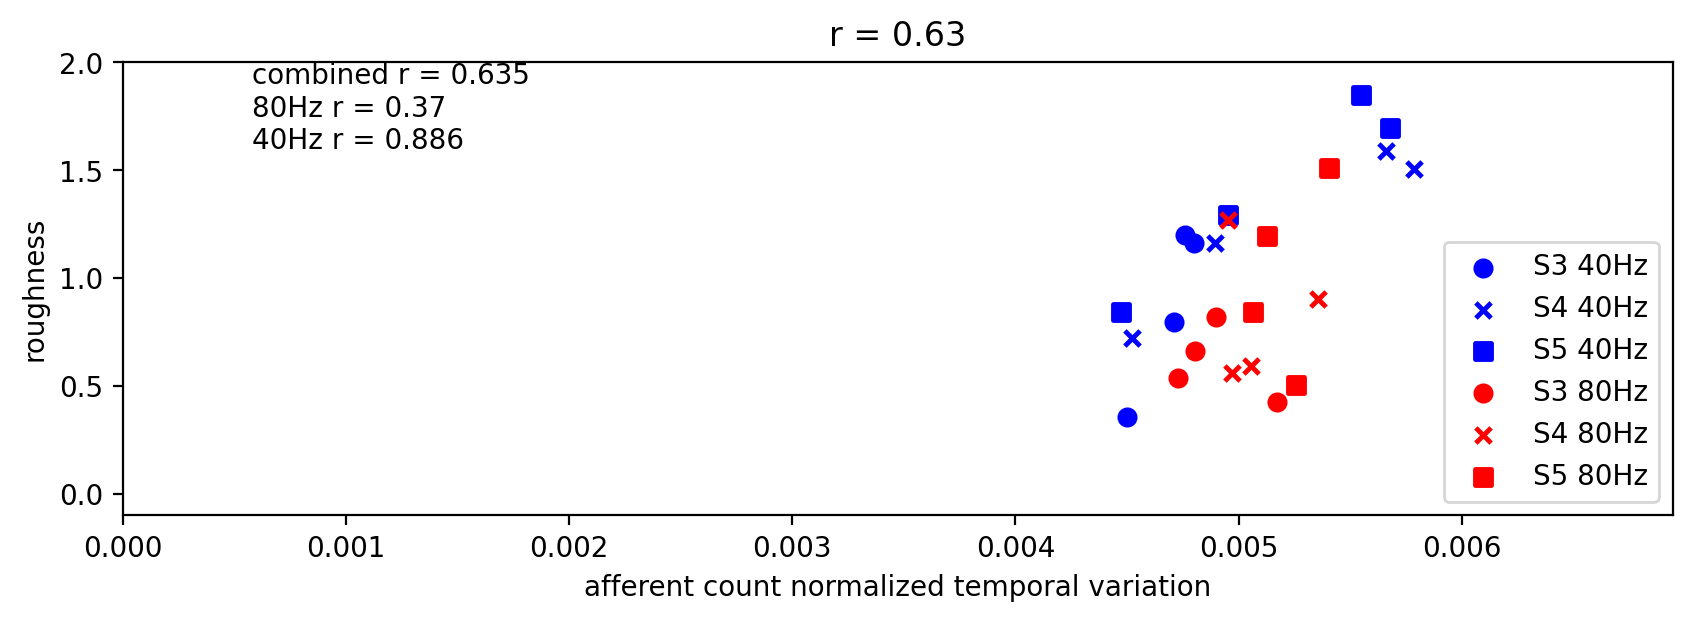 r = 0.63
combined r = 0.635
80Hz r = 0.37
40Hz r = 0.886
2.0
1.5
1.0
0.5
0.0
roughness
S3 40Hz
S4 40Hz
S5 40Hz
S3 80Hz
S4 80Hz
S5 80Hz
0.000 0.001 0.002 0.003 0.004 0.005 0.006
afferent count normalized temporal variation